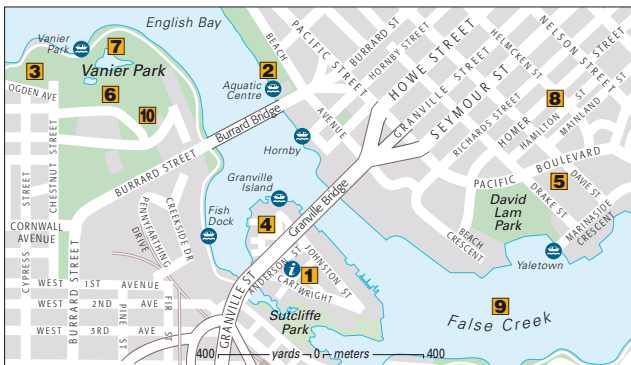 English Bay
Vanier
Park
7
3
Vanier Park
OGDEN AVE
6
10
CHESTNUT STREET
BEACH
AVENUE
2
Aquatic
Centre
PACIFIC STREET
BURRARD ST
HORNBY STREET
HOWE STREET
GRANVILLE STREET
SEYMOUR ST
HELMCKEN ST
NELSON STREET
RICHARDS STREET
HOMER STREET
8
HAMILTON ST
MAINLAND
Burrard Bridge
Hornby
BURRARD STREET
Granville
Island
Granville Bridge
4
Fish
Dock
PENNYFARTHING
DRIVE
CREEKSIDE DR
CORNWALL
AVENUE
CYPRESS STREET
BURRARD STREET
PACIFIC BOULEVARD
5
DAVIE ST
DRAKE ST
David
Lam
Park
MARINASIDE
CRESCENT
BEACH
CRESCENT
Yaletown
i
1
JOHNSTON ST
ANDERSON ST
CARTWRIGHT
GRANVILLE ST
Sutcliffe
Park
WEST 1ST AVENUE
WEST 2ND AVE
WEST 3RD AVE
PINE ST
FIR ST
9
False Creek
400 yards 0 meters 400